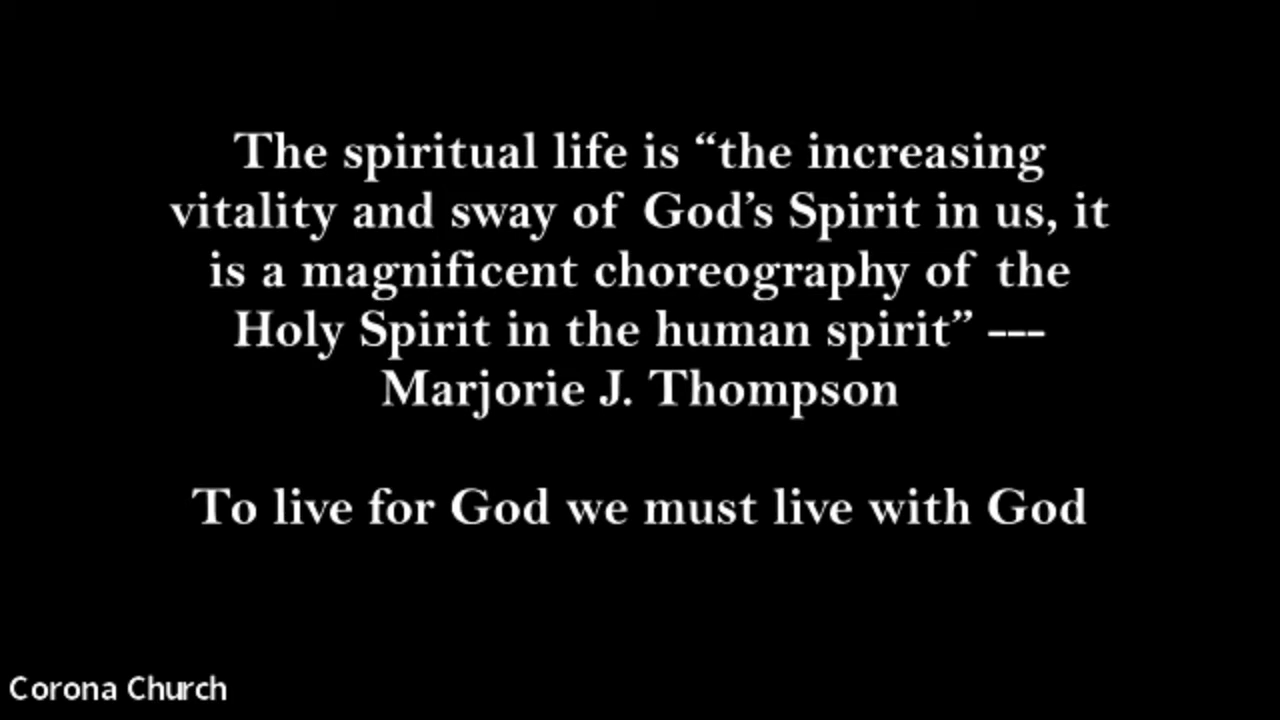 The spiritual life is “the increasing
vitality and sway of God’s Spirit in us, it
is a magnificent choreography of the
Holy Spirit in the human spirit” ---
Marjorie J. Thompson
To live for God we must live with God
Corona Church